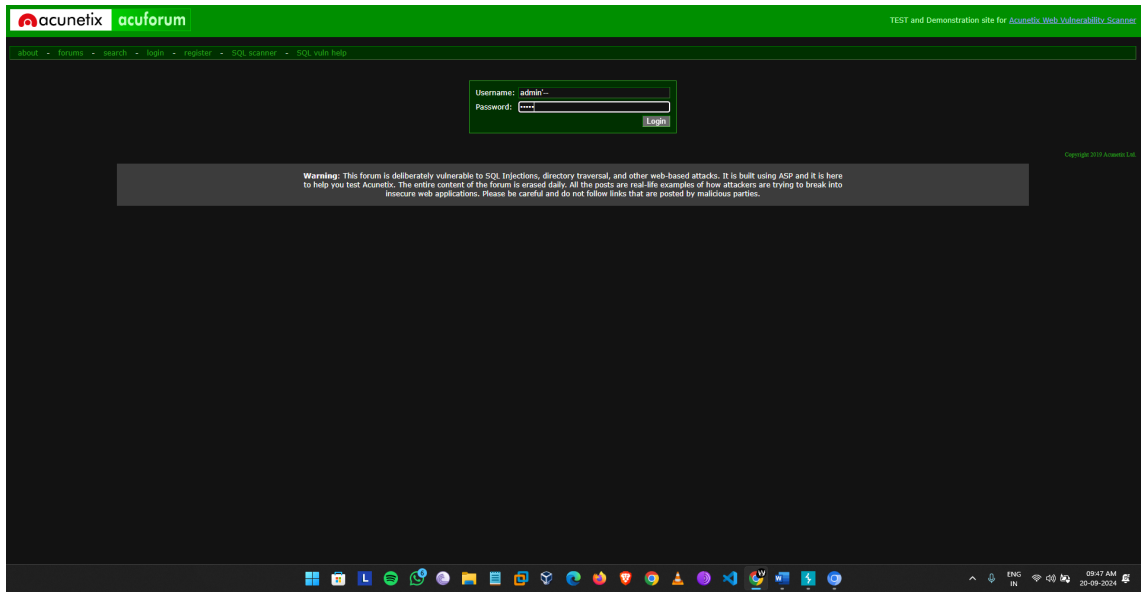 acunetix acuforum
TEST and Demonstration site for Acunetix Web Vulnerability Scanner
about - forums - search - login - register - SQL scanner - SQL vuln help
Username: admin'--
Password: •••••
Login
Copyright 2019 Acunetix Ltd.
Warning: This forum is deliberately vulnerable to SQL Injections, directory traversal, and other web-based attacks. It is built using ASP and it is here
to help you test Acunetix. The entire content of the forum is erased daily. All the posts are real-life examples of how attackers are trying to break into
insecure web applications. Please be careful and do not follow links that are posted by malicious parties.
L
6
W
W
ENG
IN
09:47 AM
20-09-2024